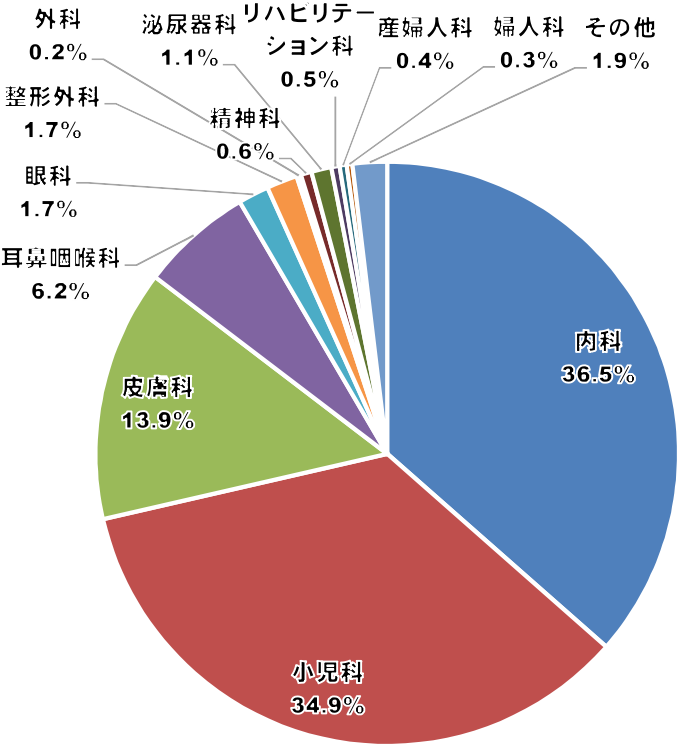 外科
0.2%
泌尿器科
1.1%
リハビリテー
ション科
0.5%
産婦人科
0.4%
婦人科
0.3%
その他
1.9%
整形外科
1.7%
精神科
0.6%
眼科
1.7%
耳鼻咽喉科
6.2%
内科
36.5%
皮膚科
13.9%
小児科
34.9%